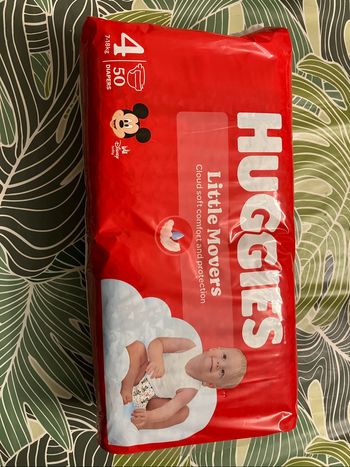 HUGGIES
Little Movers
Cloud soft comfort and protection
4
50
7-18kg
DIAPERS
Disney